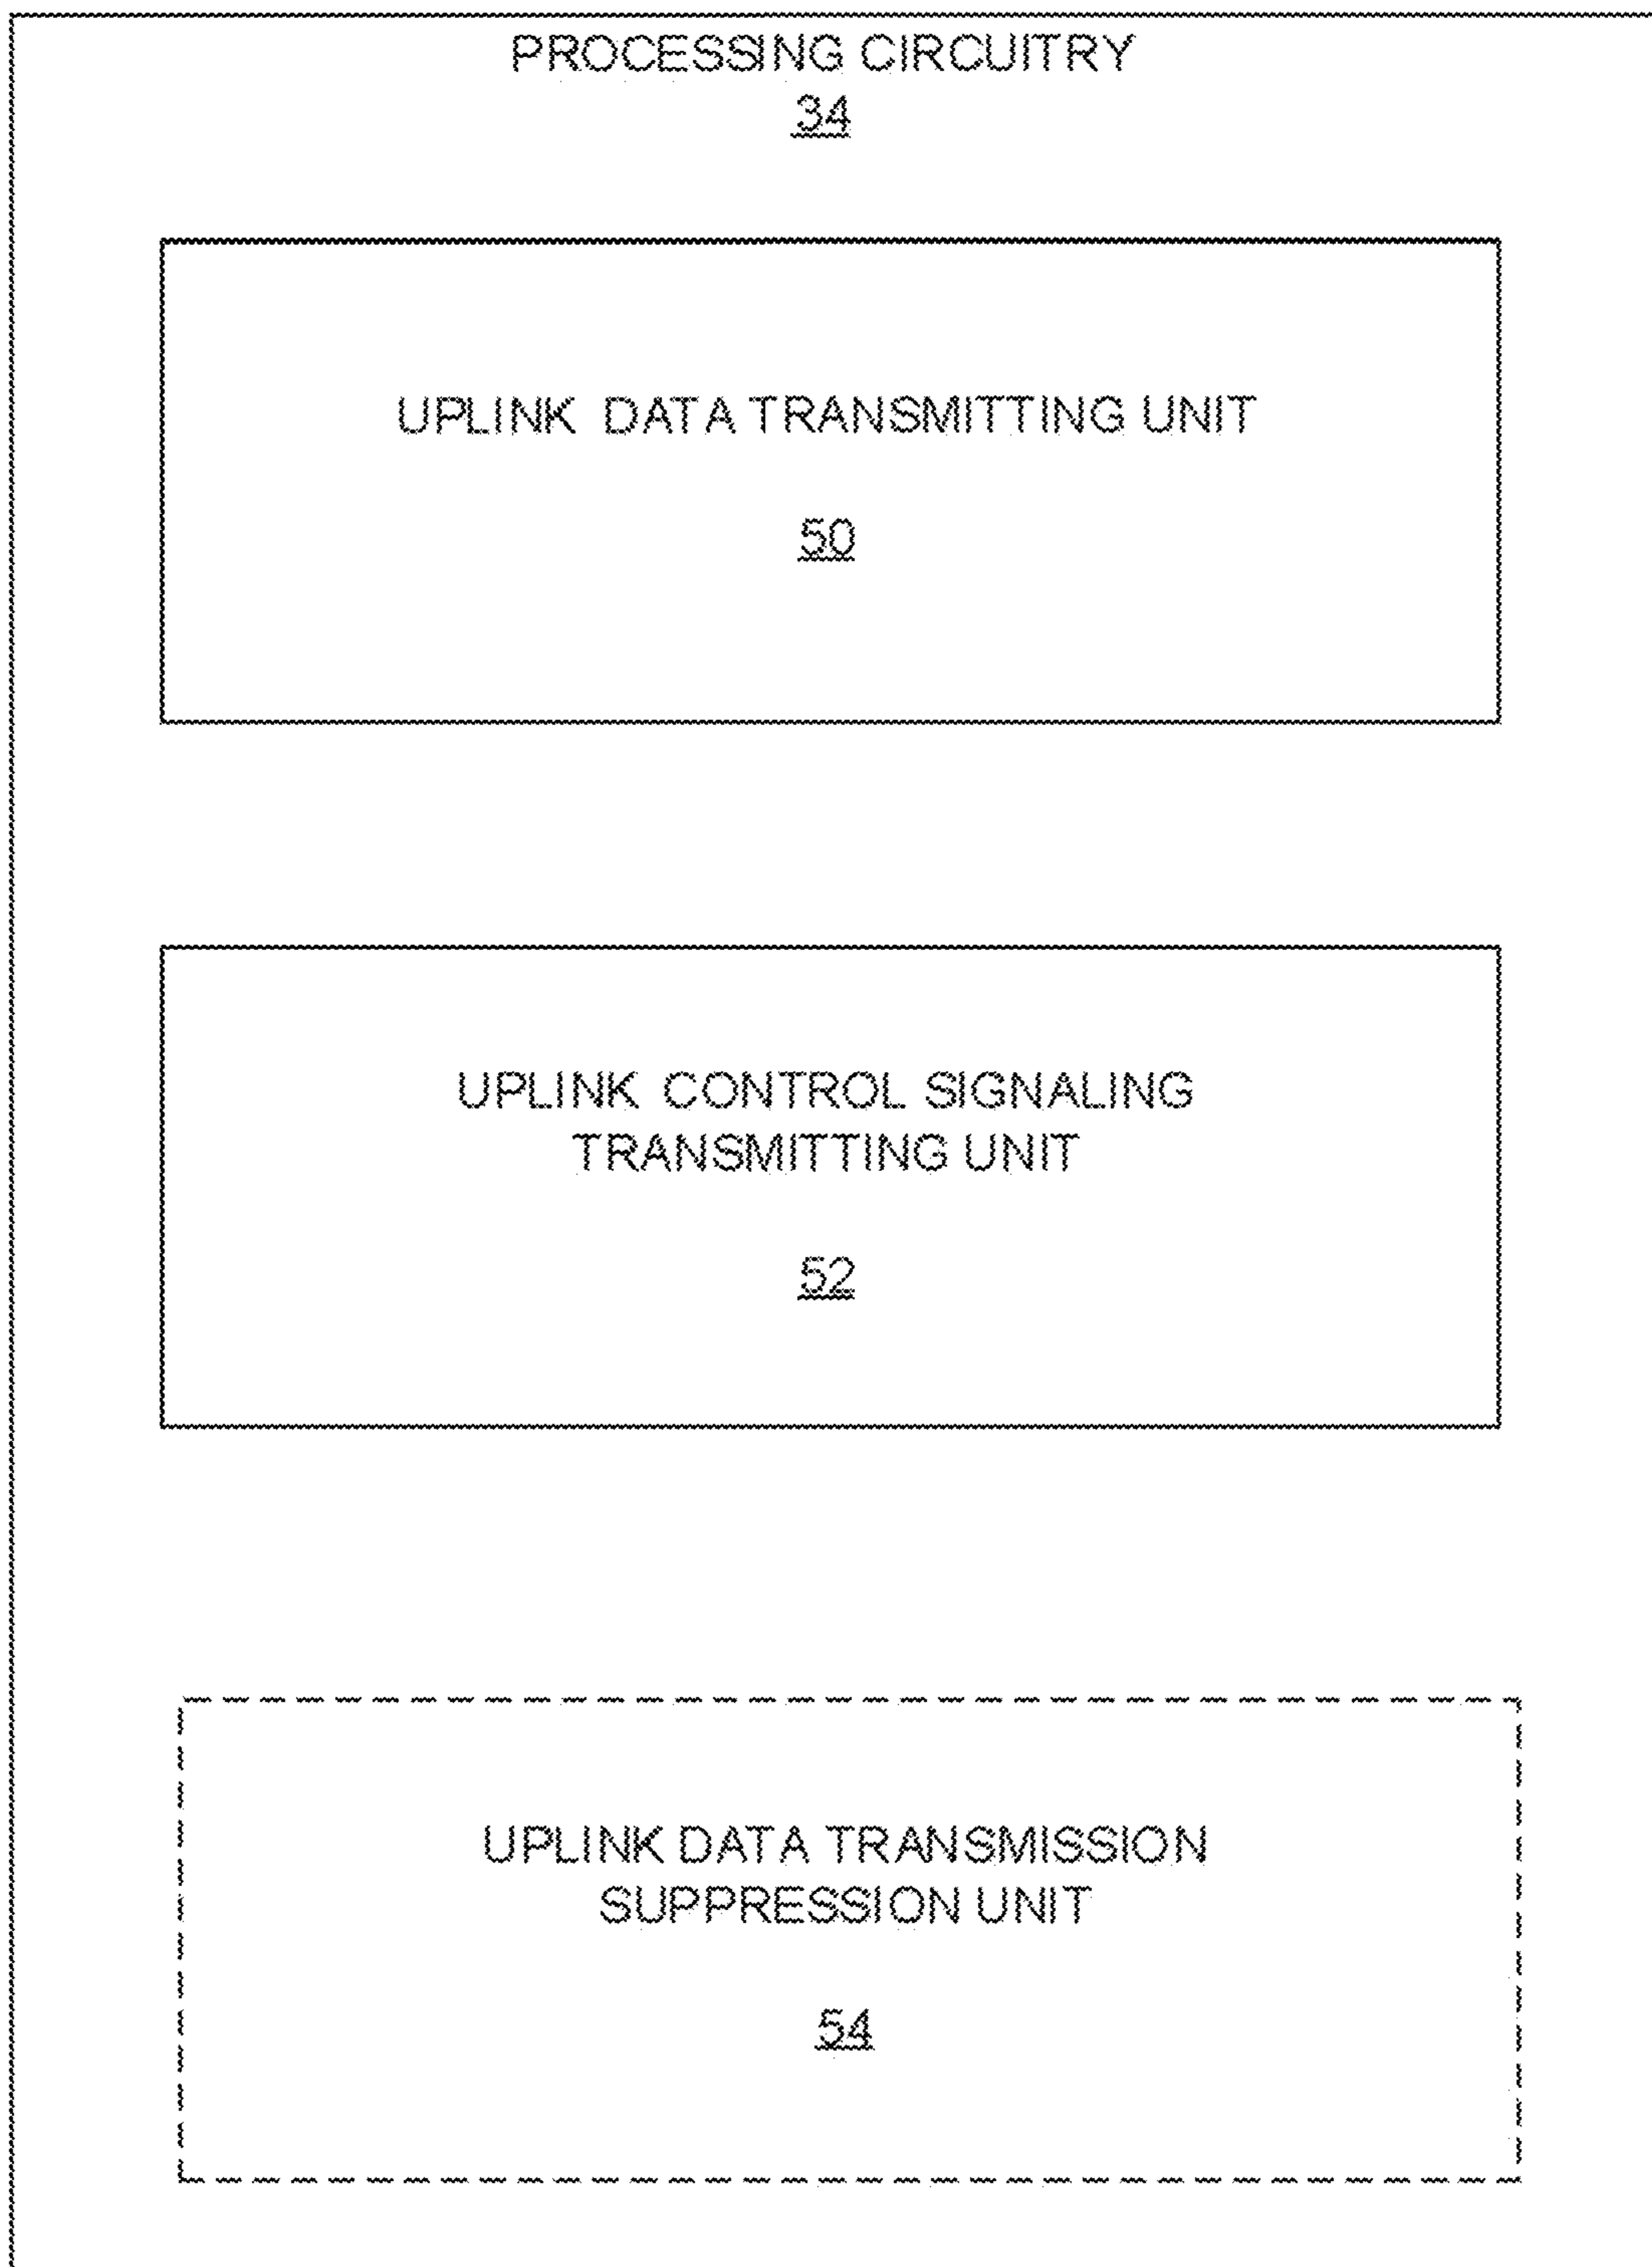 PROCESSING CIRCUITRY
34
UPLINK DATA TRANSMITTING UNIT
50
UPLINK CONTROL SIGNALING
TRANSMITTING UNIT
52
UPLINK DATA TRANSMISSION
SUPPRESSION UNIT
54